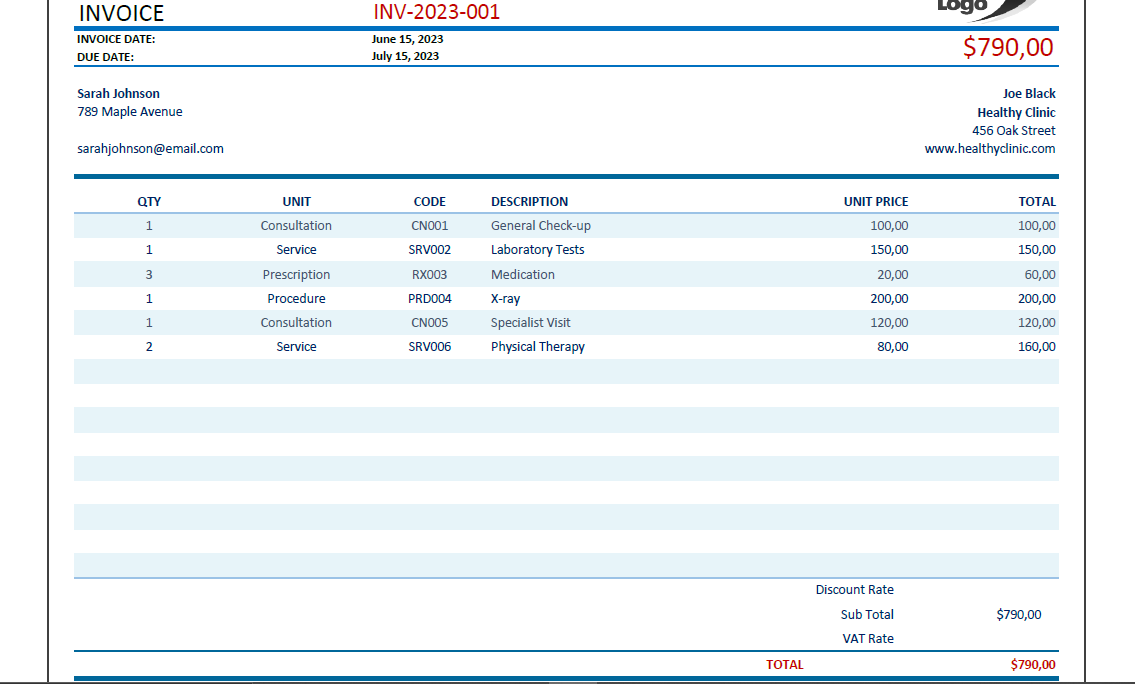 Logo
INVOICE INV-2023-001
INVOICE DATE: June 15, 2023
DUE DATE: July 15, 2023
$790,00
Sarah Johnson
789 Maple Avenue
sarahjohnson@email.com
Joe Black
Healthy Clinic
456 Oak Street
www.healthyclinic.com
QTY UNIT CODE DESCRIPTION UNIT PRICE TOTAL
1 Consultation CN001 General Check-up 100,00 100,00
1 Service SRV002 Laboratory Tests 150,00 150,00
3 Prescription RX003 Medication 20,00 60,00
1 Procedure PRD004 X-ray 200,00 200,00
1 Consultation CN005 Specialist Visit 120,00 120,00
2 Service SRV006 Physical Therapy 80,00 160,00
Discount Rate
Sub Total $790,00
VAT Rate
TOTAL $790,00